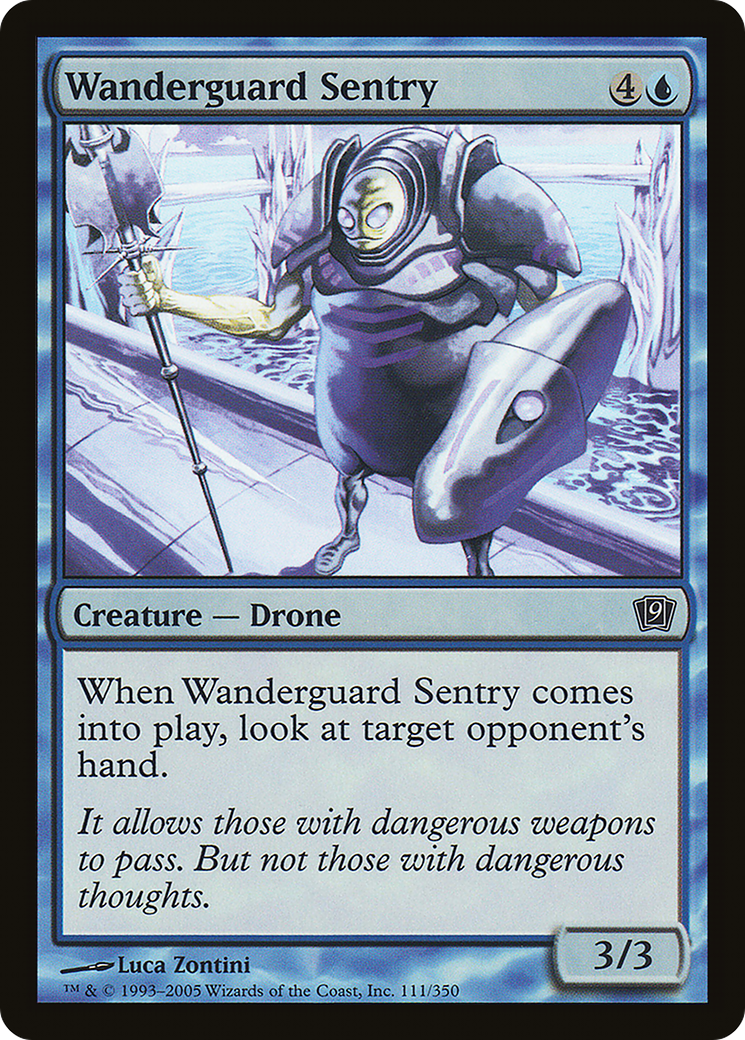 Wanderguard Sentry 4
Creature — Drone 9
When Wanderguard Sentry comes
into play, look at target opponent's
hand.
It allows those with dangerous weapons
to pass. But not those with dangerous
thoughts.
3/3
Luca Zontini
™ & © 1993–2005 Wizards of the Coast, Inc. 111/350